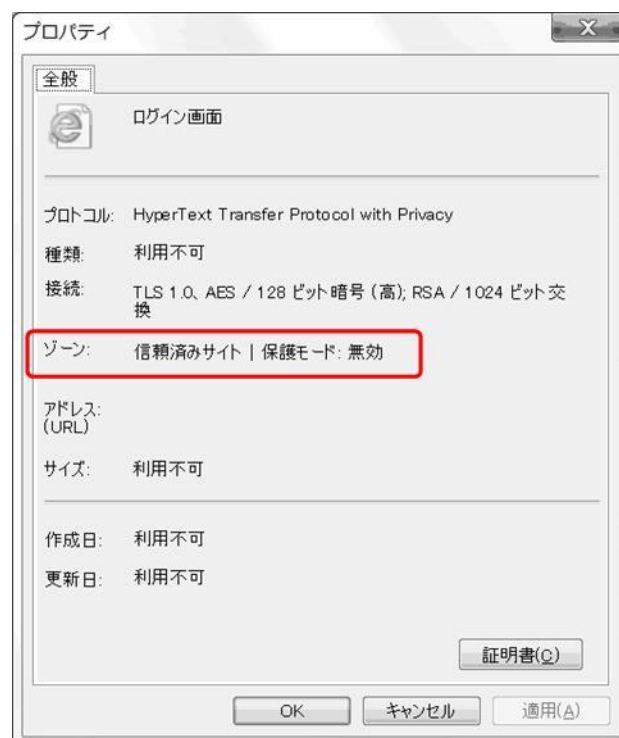 プロパティ
全般
ログイン画面
プロトコル: HyperText Transfer Protocol with Privacy
種類: 利用不可
接続: TLS 1.0、AES / 128 ビット暗号 (高); RSA / 1024 ビット交
換
ゾーン: 信頼済みサイト | 保護モード: 無効
アドレス:
(URL)
サイズ: 利用不可
作成日: 利用不可
更新日: 利用不可
証明書(C)
OK キャンセル 適用(A)